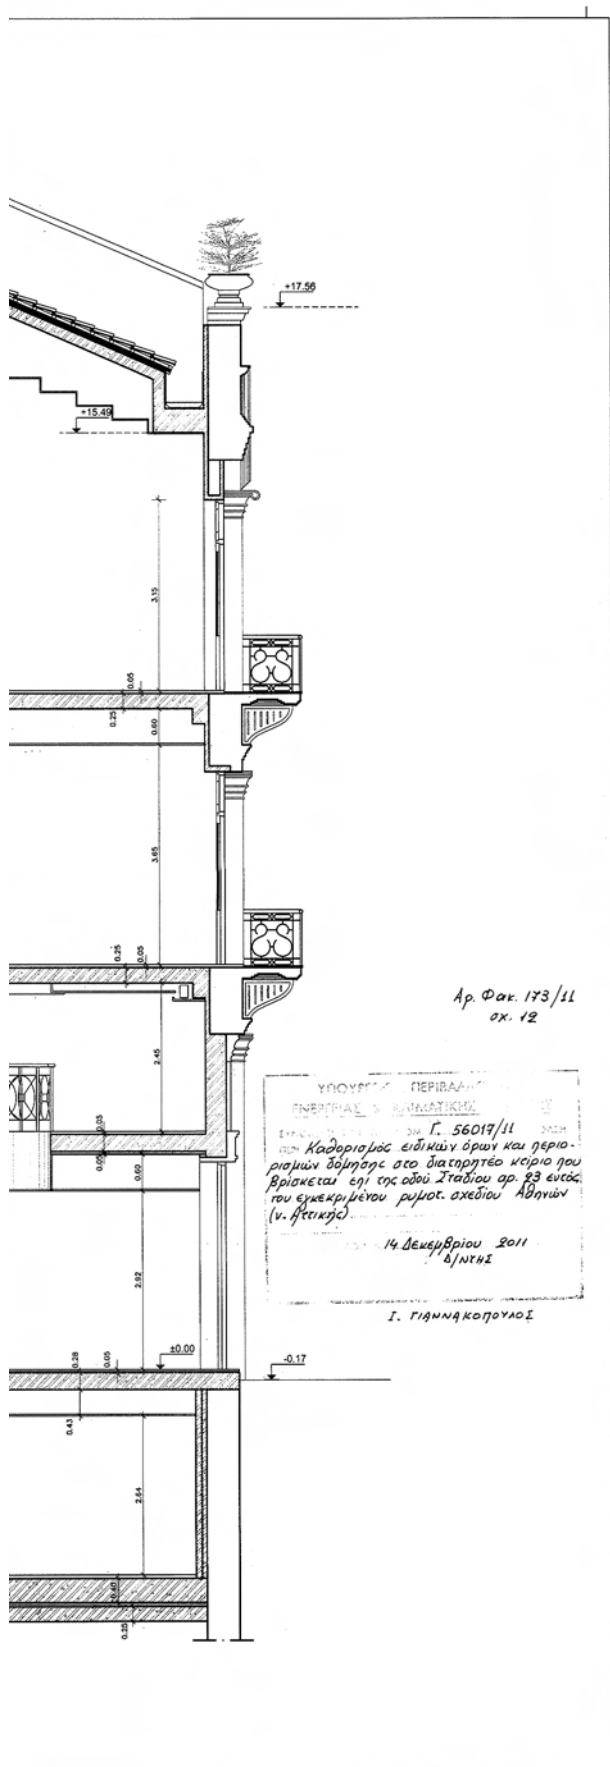 +17.56
+15.49
3.15
0.05
0.25
0.60
3.65
0.25
0.05
Αρ. Φακ. 173/11
σχ. 12
2.45
ΥΠΟΥΡΓΕΙΟ ΠΕΡΙΒΑΛΛ
ΕΝΕΡΓΕΙΑΣ & ΚΛΙΜΑΤΙΚΗΣ
Γ. 56017/11
Καθορισμός ειδικών όρων και περιο-
ρισμών δόμησης στο διατηρητέο κτίριο που
βρίσκεται επί της οδού Σταδίου αρ. 23 εντός
του εγκεκριμένου ρυμοτ. σχεδίου Αθηνών
(ν. Αττικής)
0.05
0.05
0.60
14 Δεκεμβρίου 2011
Δ/ΝΤΗΣ
2.92
Ι. ΓΙΑΝΝΑΚΟΠΟΥΛΟΣ
±0.00
0.28
0.05
-0.17
0.43
2.64
0.40
0.25